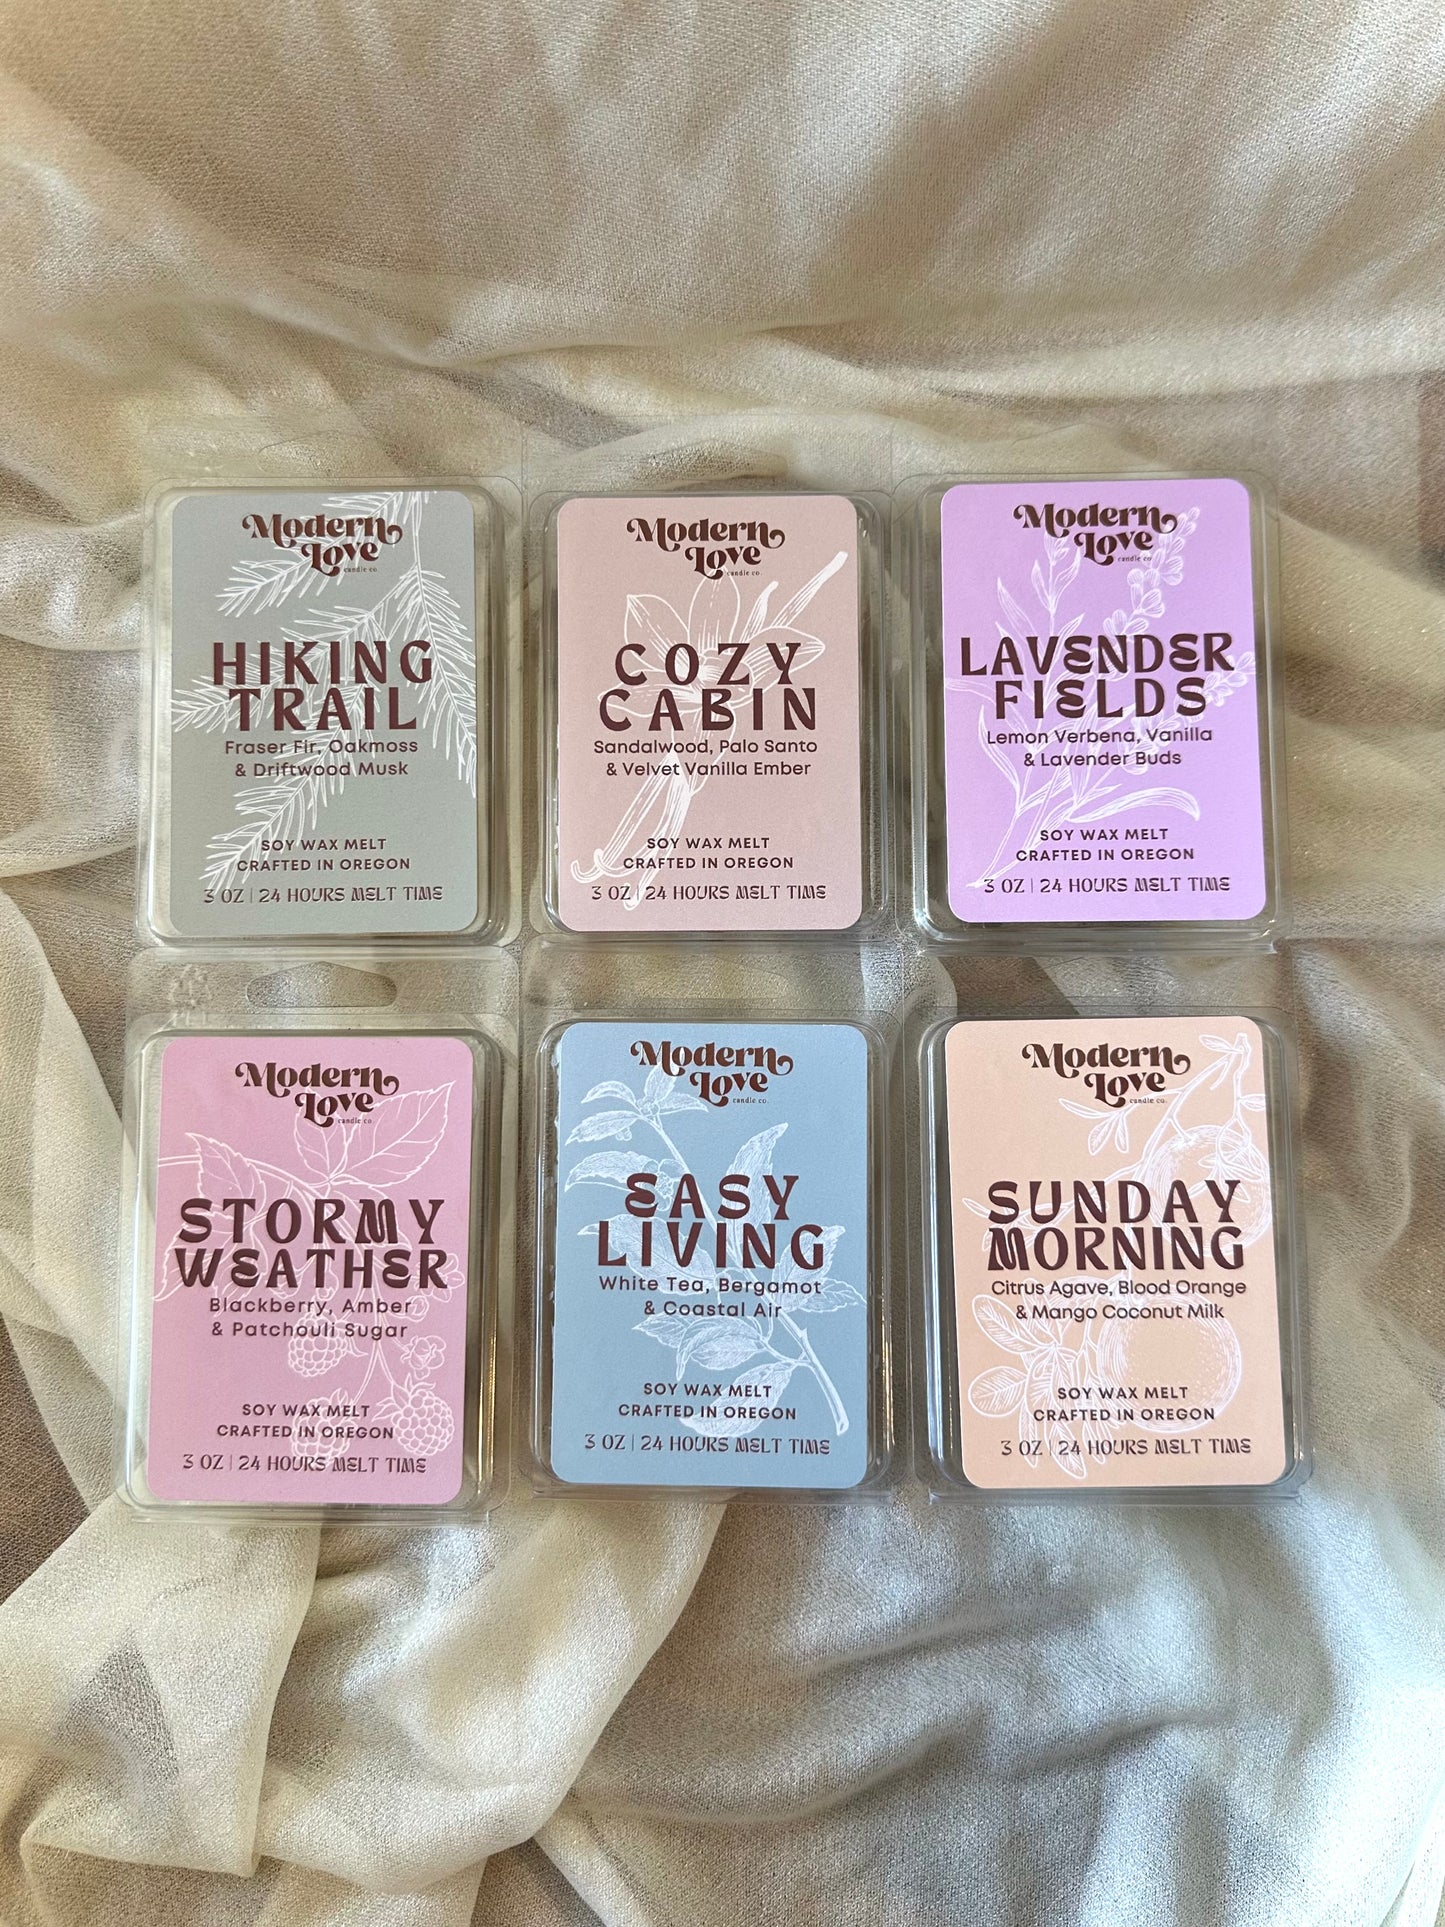 Modern
Love
candle co.
HIKING
TRAIL
Fraser Fir, Oakmoss
& Driftwood Musk
SOY WAX MELT
CRAFTED IN OREGON
3 OZ | 24 HOURS MELT TIME
Modern
Love
candle co.
COZY
CABIN
Sandalwood, Palo Santo
& Velvet Vanilla Ember
SOY WAX MELT
CRAFTED IN OREGON
3 OZ | 24 HOURS MELT TIME
Modern
Love
candle co.
LAVENDER
FIELDS
Lemon Verbena, Vanilla
& Lavender Buds
SOY WAX MELT
CRAFTED IN OREGON
3 OZ | 24 HOURS MELT TIME
Modern
Love
candle co.
STORMY
WEATHER
Blackberry, Amber
& Patchouli Sugar
SOY WAX MELT
CRAFTED IN OREGON
3 OZ | 24 HOURS MELT TIME
Modern
Love
candle co.
EASY
LIVING
White Tea, Bergamot
& Coastal Air
SOY WAX MELT
CRAFTED IN OREGON
3 OZ | 24 HOURS MELT TIME
Modern
Love
candle co.
SUNDAY
MORNING
Citrus Agave, Blood Orange
& Mango Coconut Milk
SOY WAX MELT
CRAFTED IN OREGON
3 OZ | 24 HOURS MELT TIME